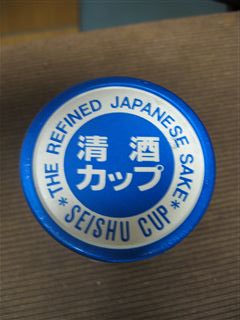 THE REFINED JAPANESE SAKE
清酒
カップ
* SEISHU CUP *